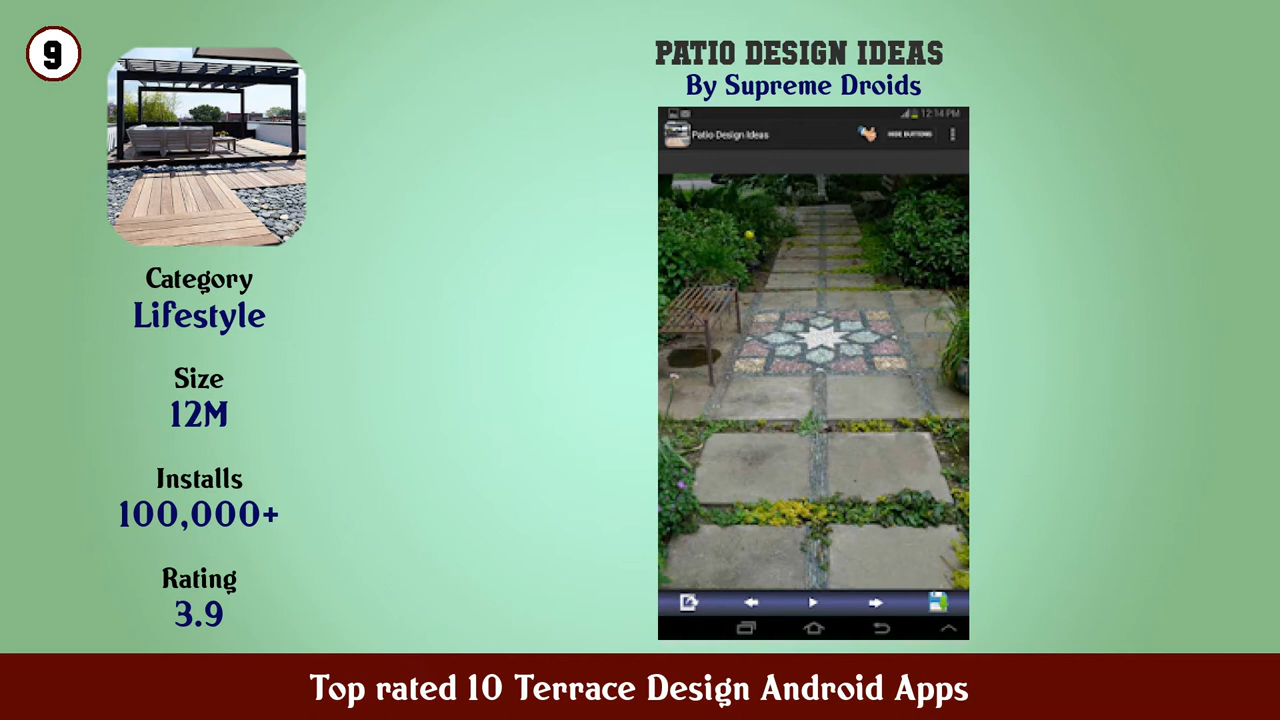 9
PATIO DESIGN IDEAS
By Supreme Droids
12:14 PM
Patio Design Ideas
HIDE BUTTONS
Category
Lifestyle
Size
12M
Installs
100,000+
Rating
3.9
Top rated 10 Terrace Design Android Apps